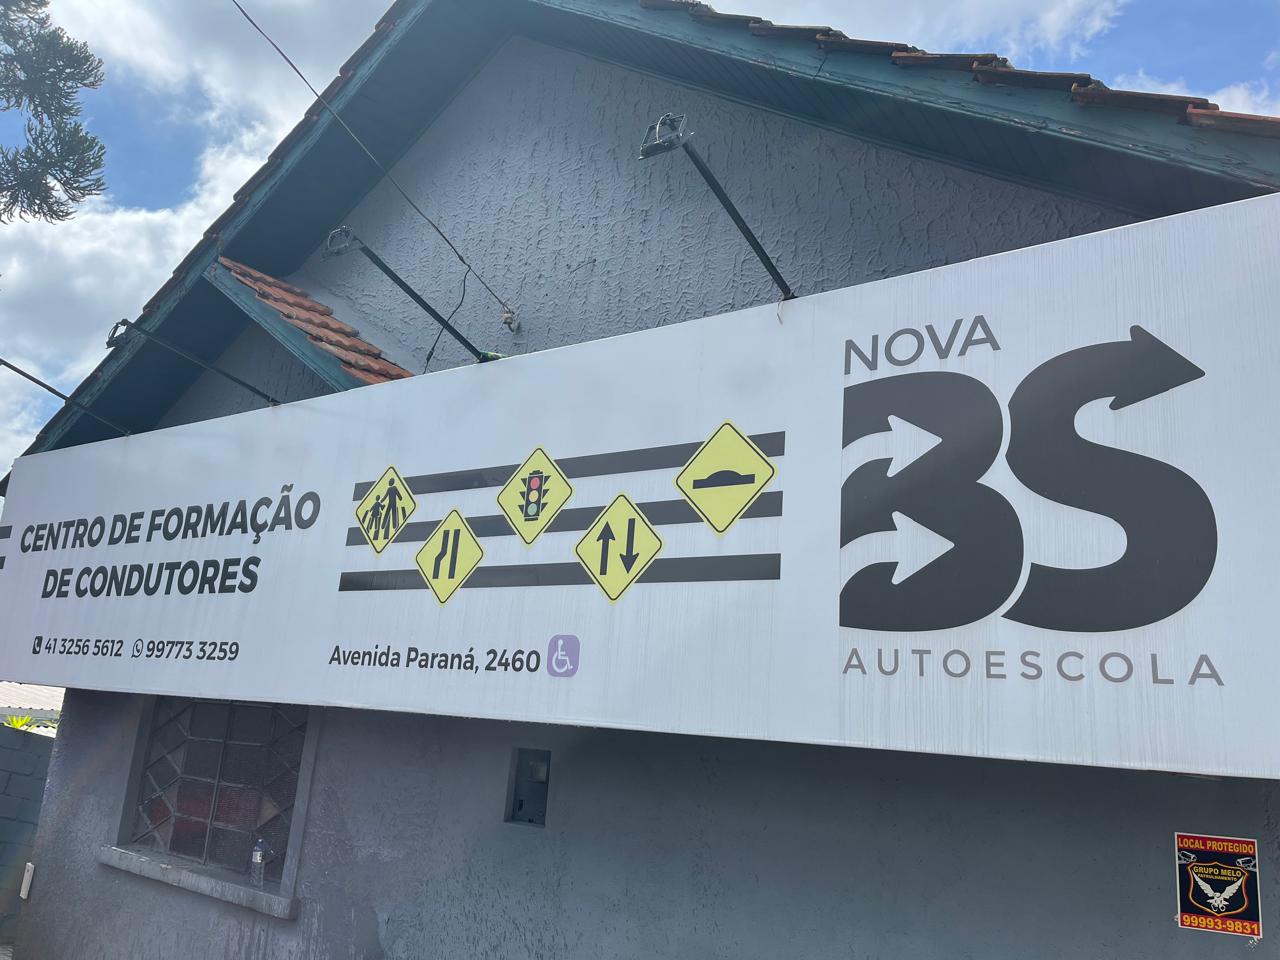 NOVA
BS
AUTOESCOLA
CENTRO DE FORMAÇÃO
DE CONDUTORES
41 3256 5612 99773 3259
Avenida Paraná, 2460
LOCAL PROTEGIDO
GRUPO MELO
PATRULHAMENTO
99993-9831